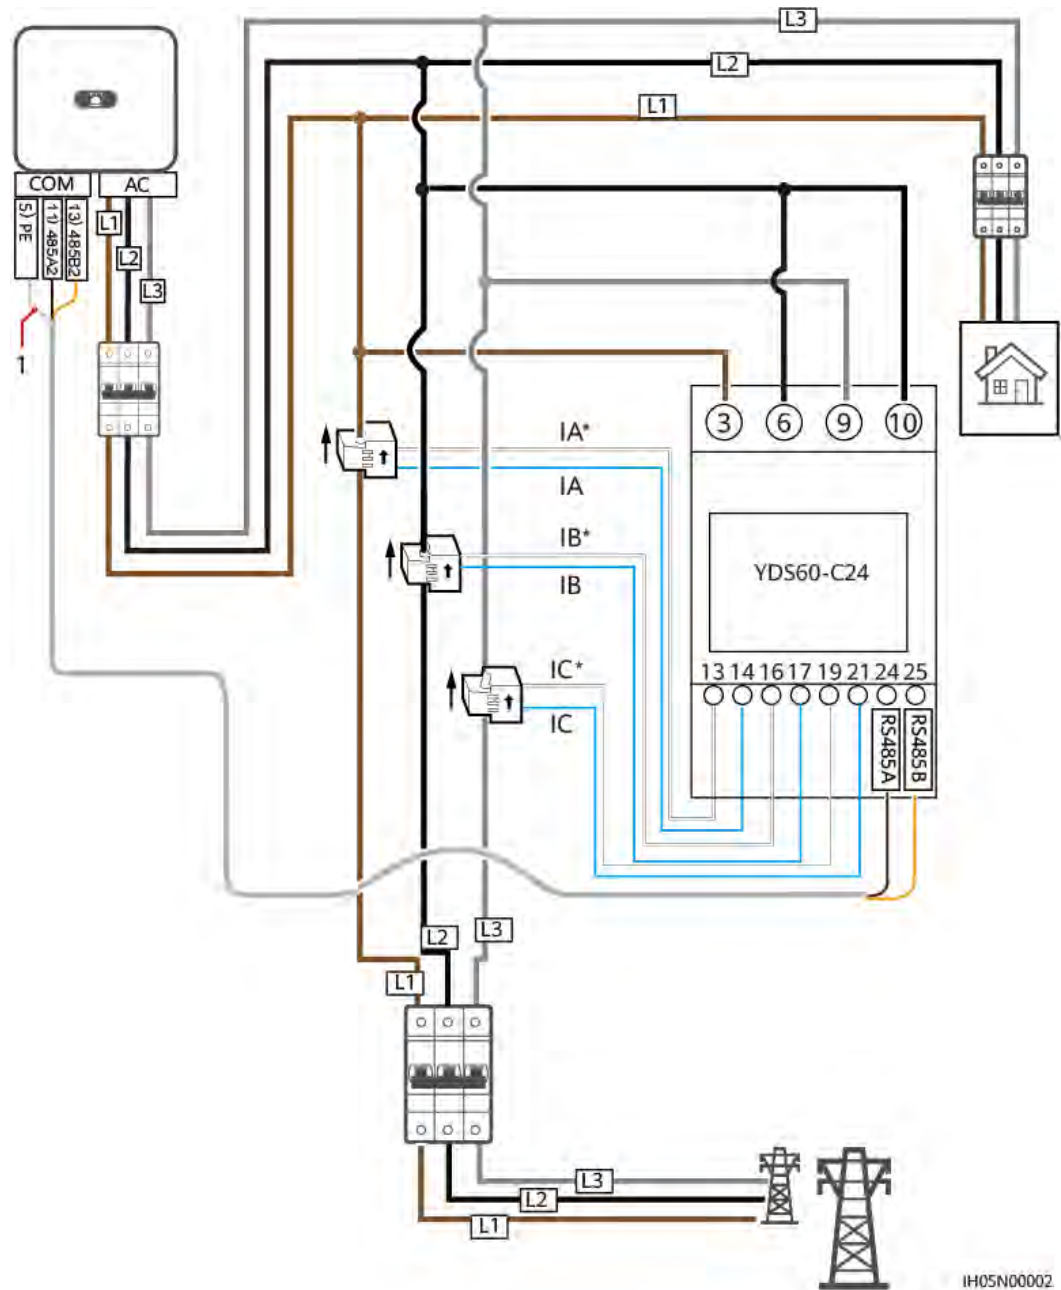 L3
L2
L1
COM AC
5) PE
11) 485A2
13) 485B2
L1
L2
L3
1
3 6 9 10
IA*
IA
IB*
IB
YDS60-C24
IC*
IC
13 14 16 17 19 21 24 25
RS485A
RS485B
L3
L2
L1
L3
L2
L1
IH05N00002